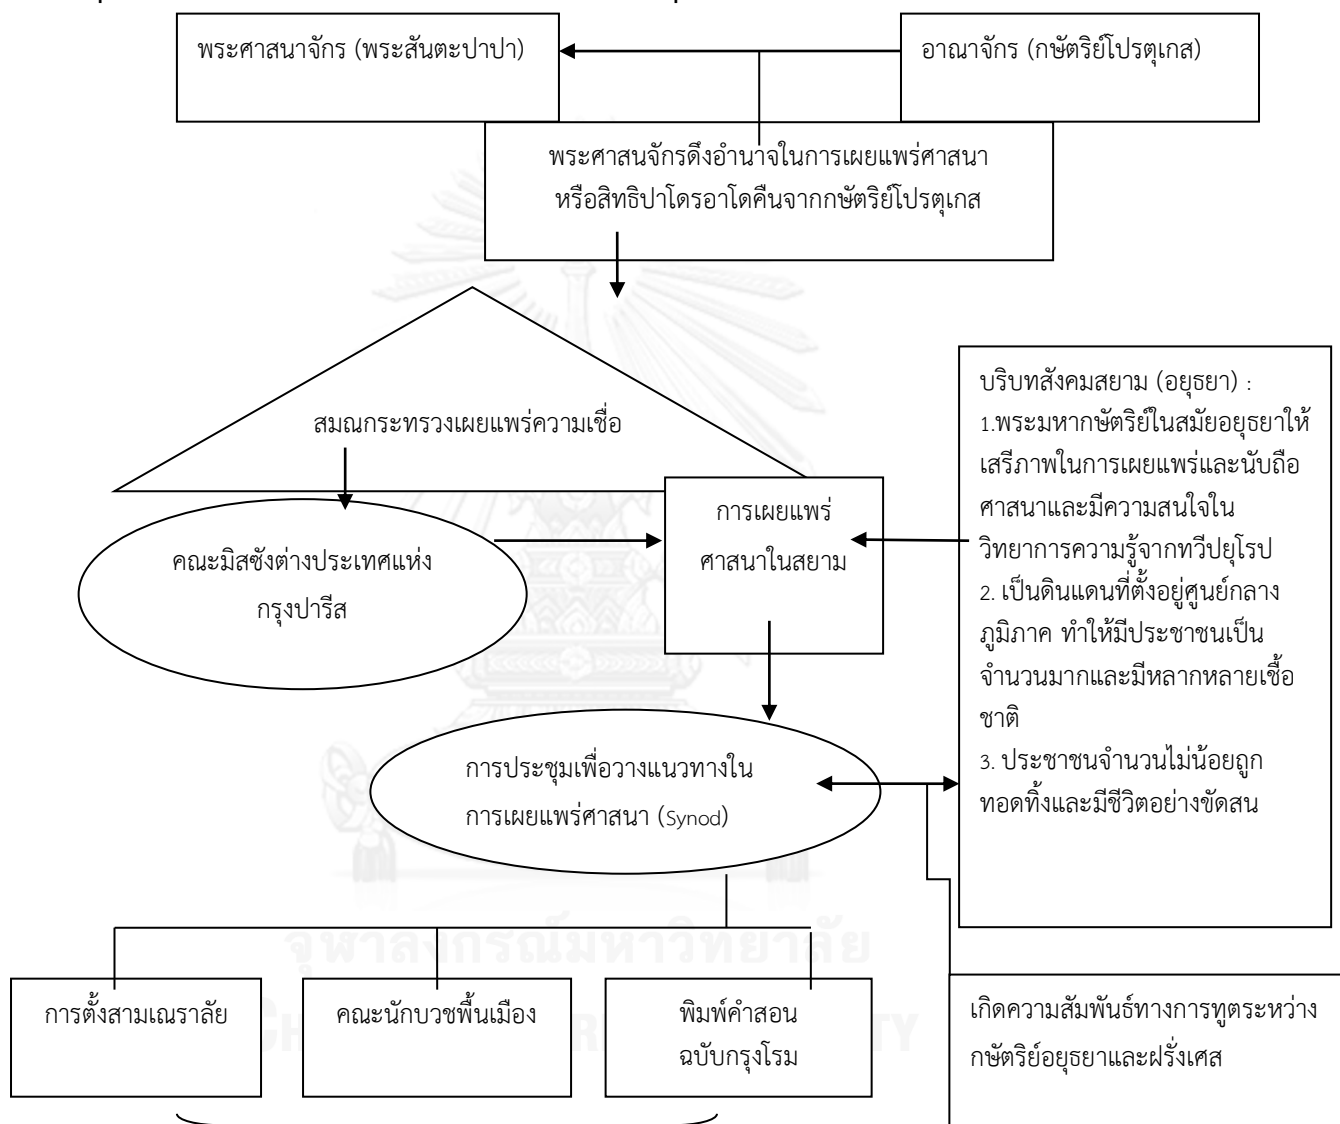 พระศาสนาจักร (พระสันตะปาปา)
อาณาจักร (กษัตริย์โปรตุเกส)
พระศาสนจักรดึงอำนาจในการเผยแพร่ศาสนา
หรือสิทธิปาโดรอาโดคืนจากกษัตริย์โปรตุเกส
สมณกระทรวงเผยแพร่ความเชื่อ
บริบทสังคมสยาม (อยุธยา) :
1.พระมหากษัตริย์ในสมัยอยุธยาให้
เสรีภาพในการเผยแพร่และนับถือ
ศาสนาและมีความสนใจใน
วิทยาการความรู้จากทวีปยุโรป
2. เป็นดินแดนที่ตั้งอยู่ศูนย์กลาง
ภูมิภาค ทำให้มีประชาชนเป็น
จำนวนมากและมีหลากหลายเชื้อ
ชาติ
3. ประชาชนจำนวนไม่น้อยถูก
ทอดทิ้งและมีชีวิตอย่างขัดสน
การเผยแพร่
ศาสนาในสยาม
คณะมิสซังต่างประเทศแห่ง
กรุงปารีส
การประชุมเพื่อวางแนวทางใน
การเผยแพร่ศาสนา (Synod)
จุฬาลงกรณ์มหาวิทยาลัย
การตั้งสามเณราลัย
คณะนักบวชพื้นเมือง
พิมพ์คำสอน
ฉบับกรุงโรม
เกิดความสัมพันธ์ทางการทูตระหว่าง
กษัตริย์อยุธยาและฝรั่งเศส